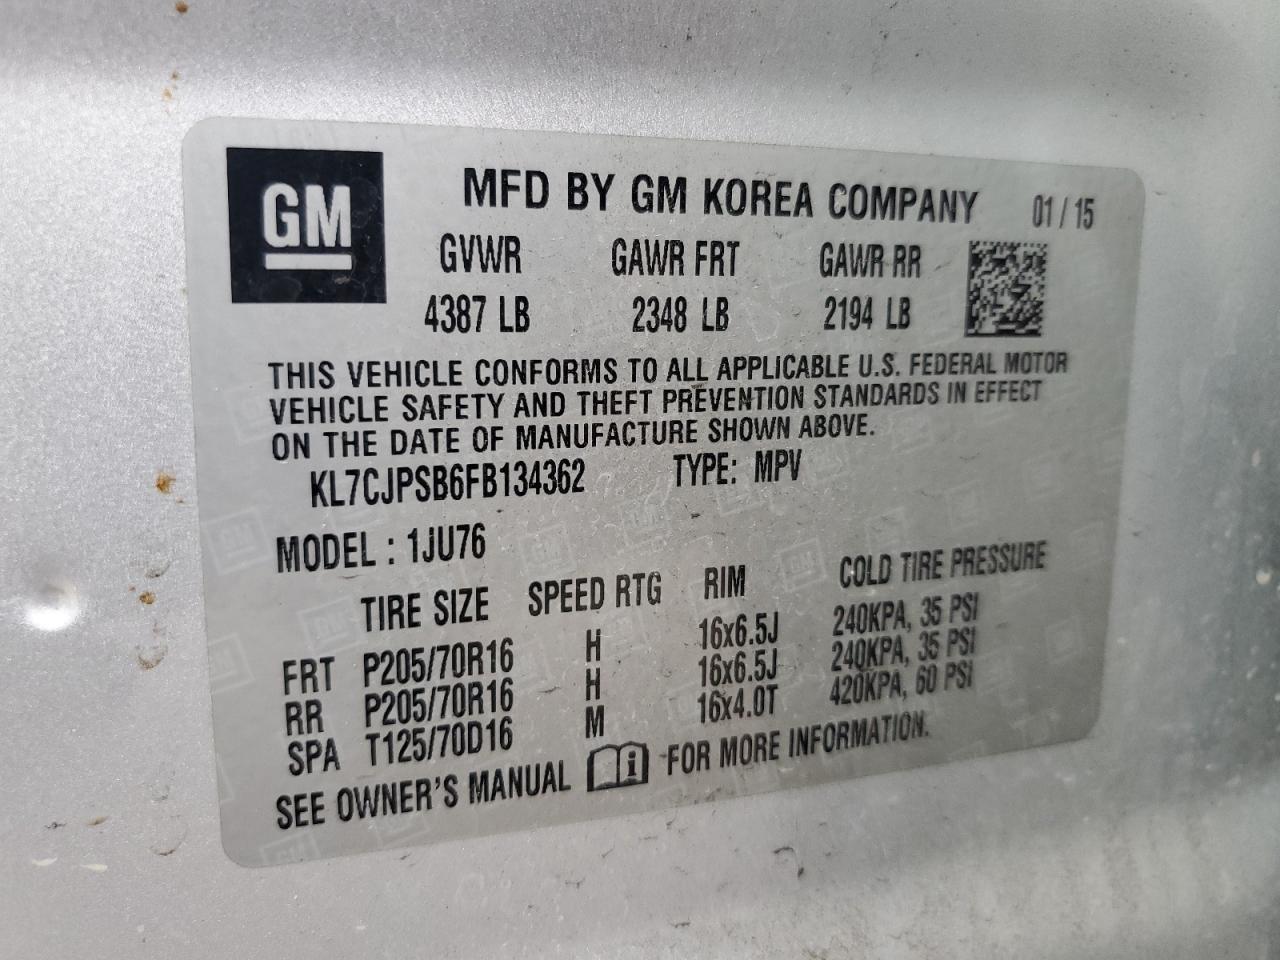 GM
MFD BY GM KOREA COMPANY 01 / 15
GVWR GAWR FRT GAWR RR
4387 LB 2348 LB 2194 LB
THIS VEHICLE CONFORMS TO ALL APPLICABLE U.S. FEDERAL MOTOR
VEHICLE SAFETY AND THEFT PREVENTION STANDARDS IN EFFECT
ON THE DATE OF MANUFACTURE SHOWN ABOVE.
KL7CJPSB6FB134362 TYPE: MPV
MODEL : 1JU76
TIRE SIZE SPEED RTG RIM COLD TIRE PRESSURE
FRT P205/70R16 H 16x6.5J 240KPA, 35 PSI
RR P205/70R16 H 16x6.5J 240KPA, 35 PSI
SPA T125/70D16 M 16x4.0T 420KPA, 60 PSI
SEE OWNER'S MANUAL i FOR MORE INFORMATION.